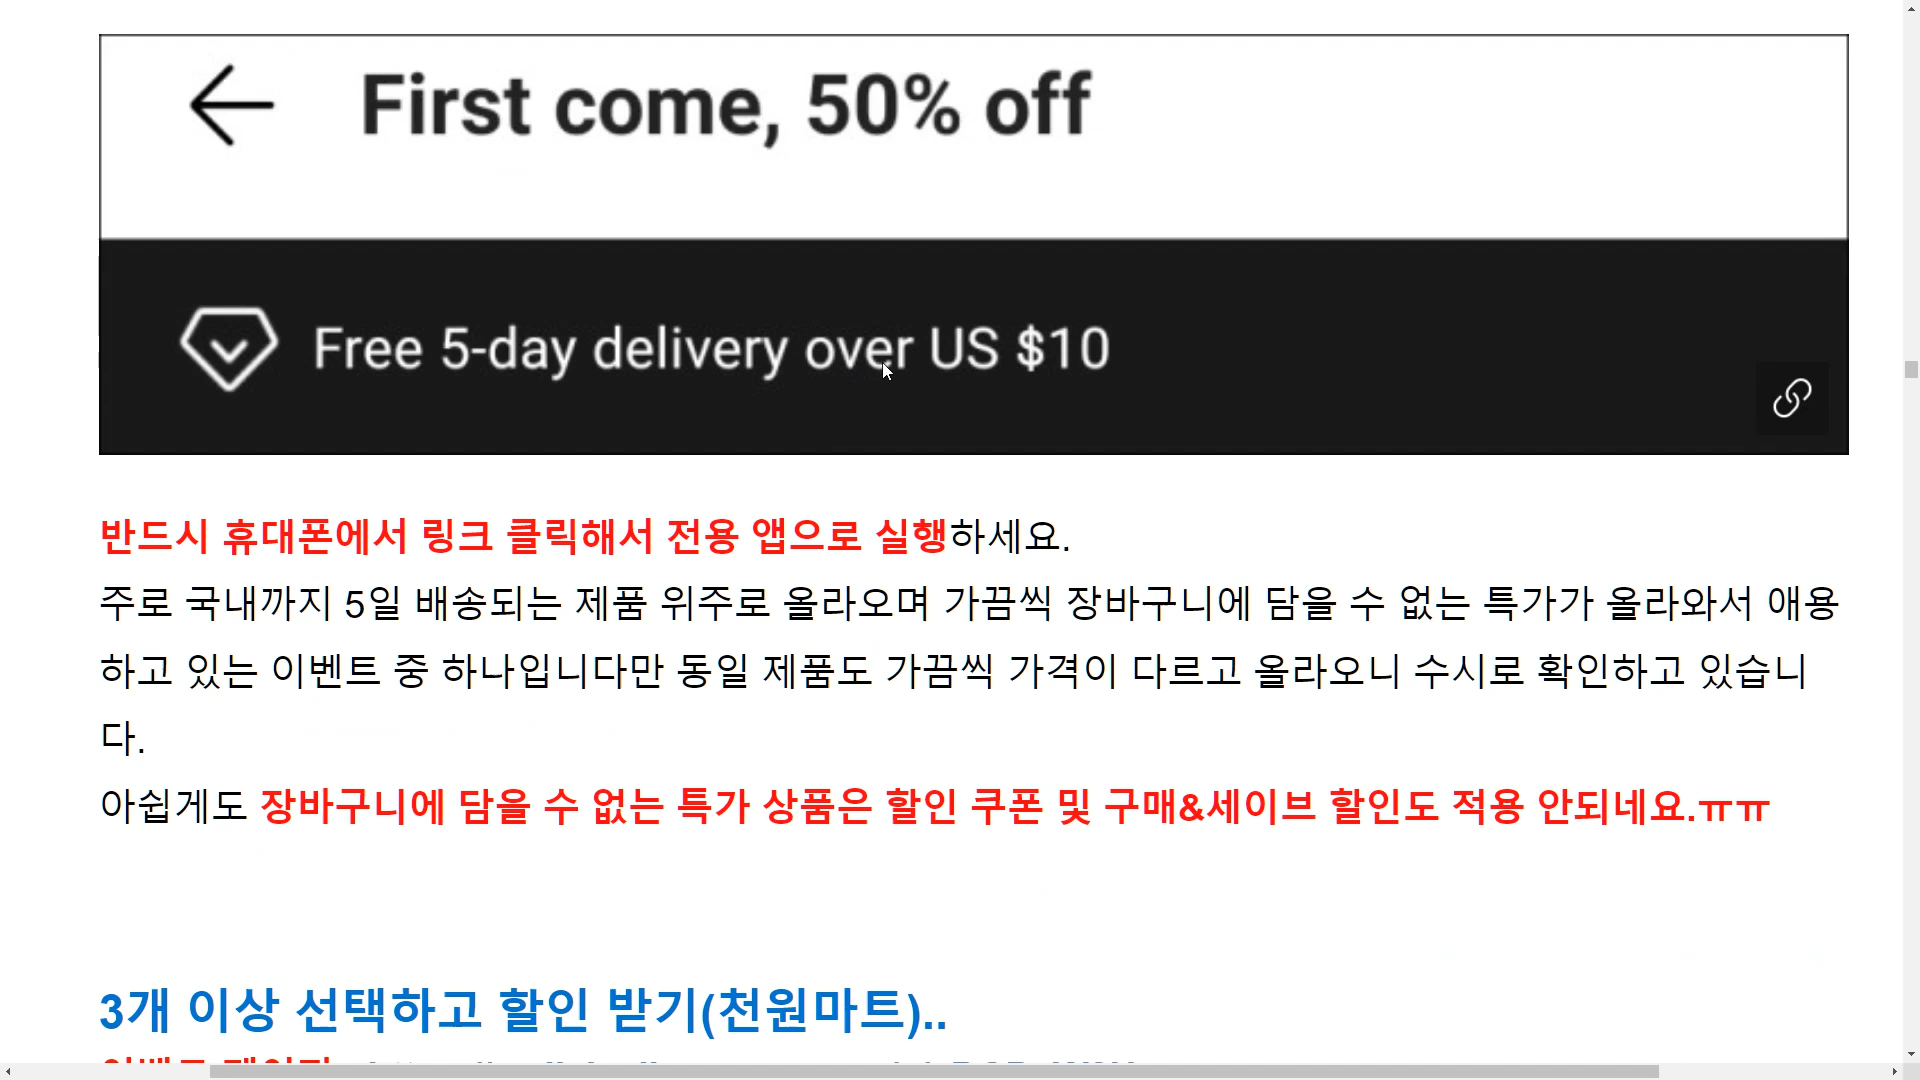 First come, 50% off
Free 5-day delivery over US $10
반드시 휴대폰에서 링크 클릭해서 전용 앱으로 실행하세요.
주로 국내까지 5일 배송되는 제품 위주로 올라오며 가끔씩 장바구니에 담을 수 없는 특가가 올라와서 애용
하고 있는 이벤트 중 하나입니다만 동일 제품도 가끔씩 가격이 다르고 올라오니 수시로 확인하고 있습니
다.
아쉽게도 장바구니에 담을 수 없는 특가 상품은 할인 쿠폰 및 구매&세이브 할인도 적용 안되네요.ㅠㅠ
3개 이상 선택하고 할인 받기(천원마트)..